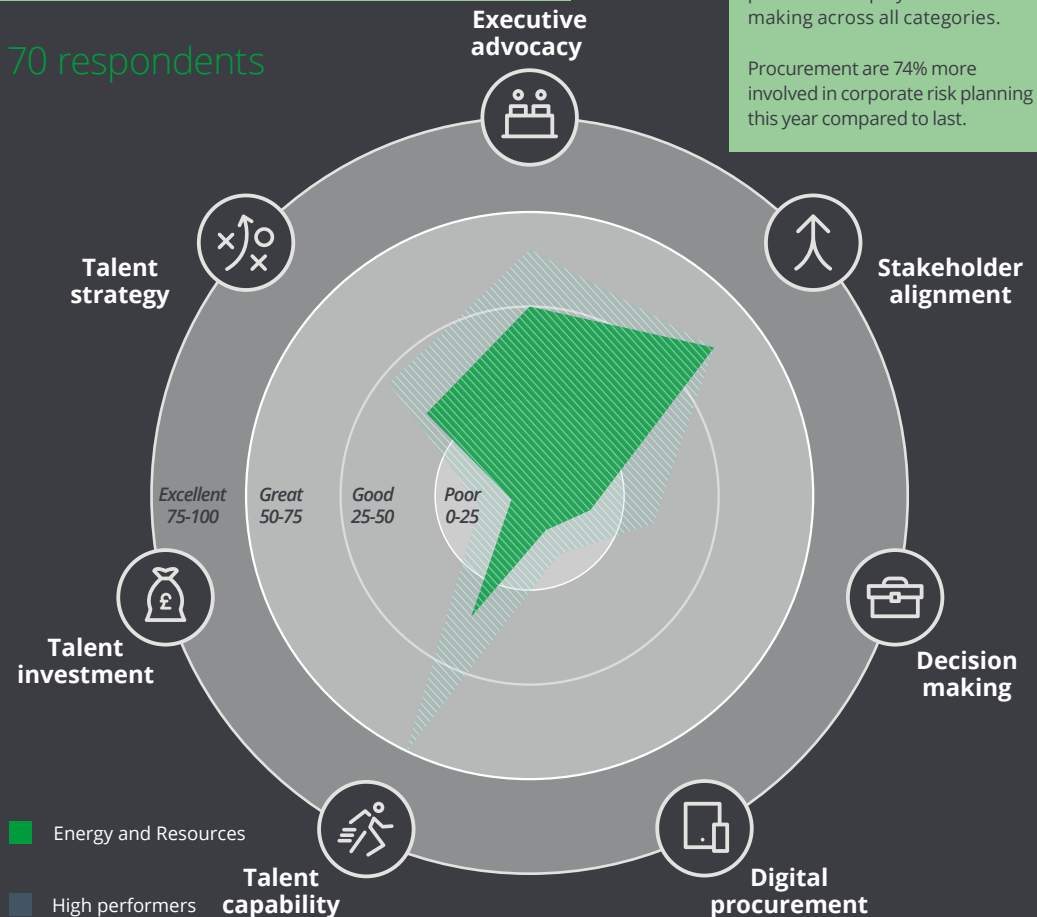 70 respondents
Executive
advocacy
making across all categories.
Procurement are 74% more
involved in corporate risk planning
this year compared to last.
Talent
strategy
Stakeholder
alignment
Excellent
75-100
Great
50-75
Good
25-50
Poor
0-25
£
Talent
investment
Decision
making
Energy and Resources
High performers
Talent
capability
Digital
procurement